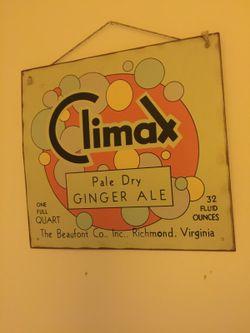 Climax
Pale Dry
GINGER ALE
ONE
FULL
QUART
32
FLUID
OUNCES
The Beaufont Co., Inc., Richmond, Virginia